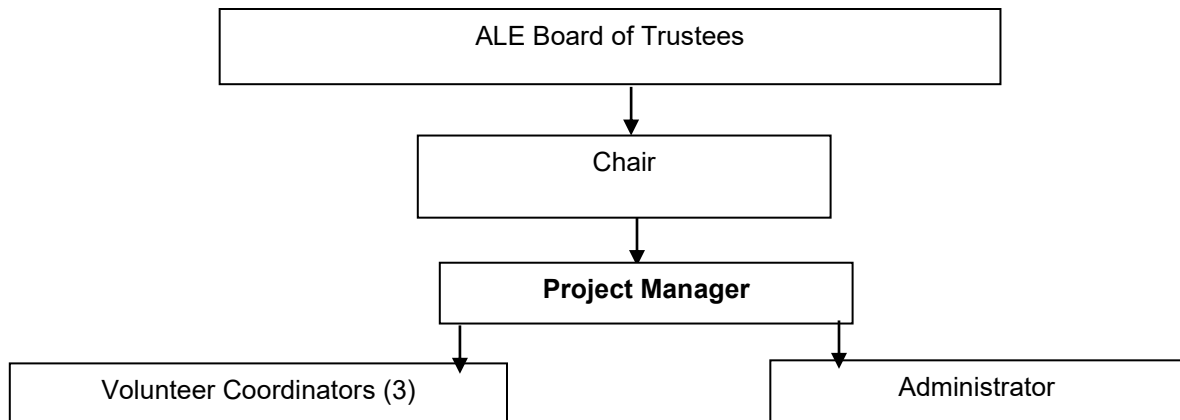 ALE Board of Trustees
Chair
Project Manager
Volunteer Coordinators (3)
Administrator